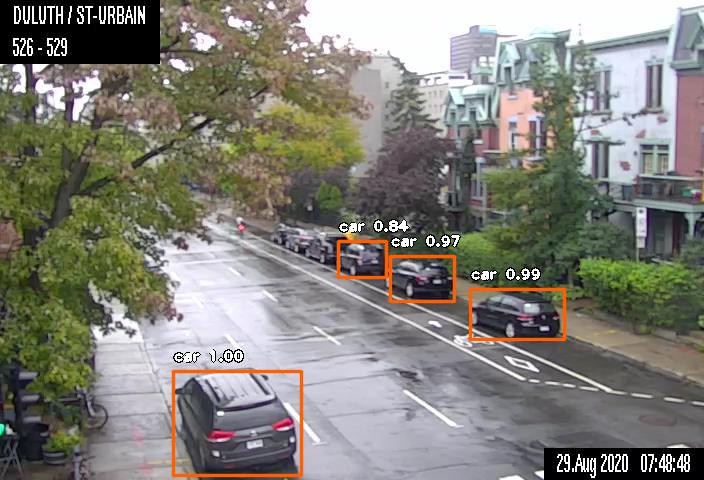 DULUTH / ST-URBAIN
526 - 529
car 0.84
car 0.97
car 0.99
car 1.00
29.Aug 2020 07:48:48